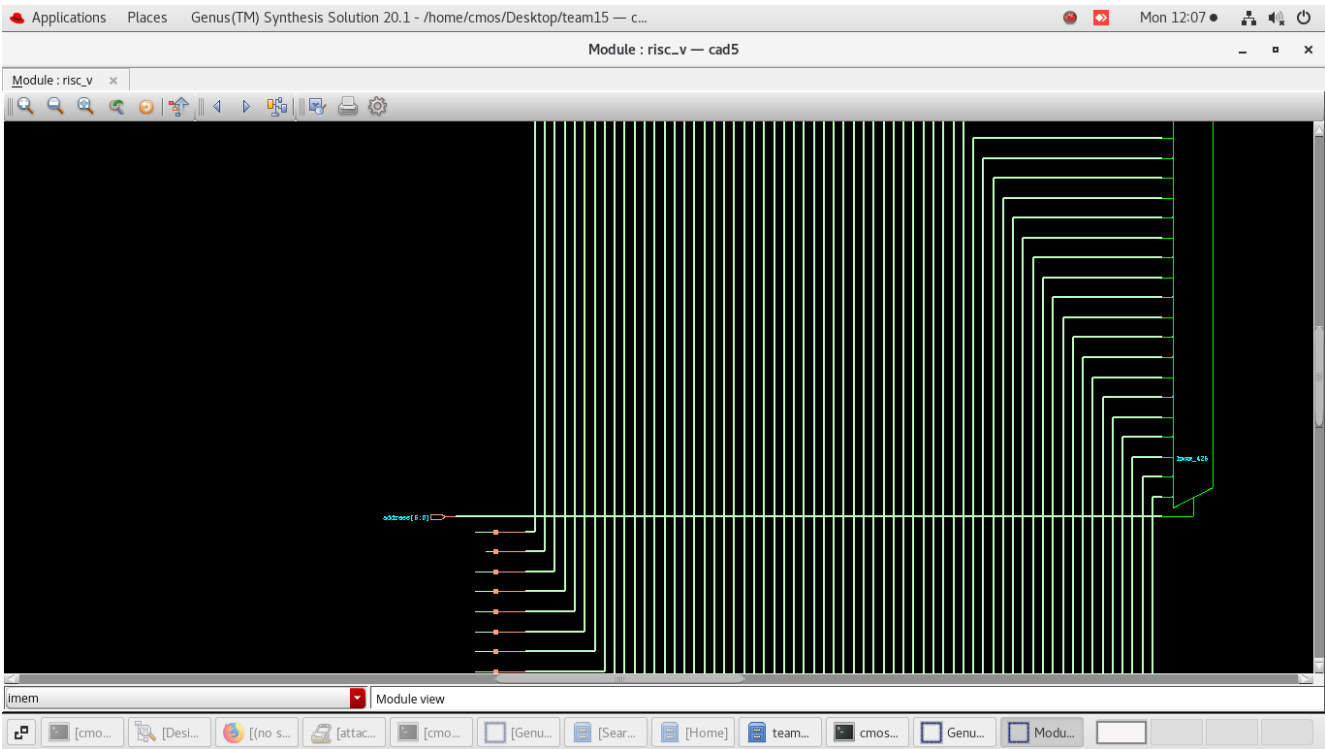 Applications Places Genus(TM) Synthesis Solution 20.1 - /home/cmos/Desktop/team15 — c... Mon 12:07
Module : risc_v — cad5
Module : risc_v
address[6:0]
imem Module view
[cmo... [Desi... [(no s... [attac... [cmo... [Genu... [Sear... [Home] team... cmos... Genu... Modu...